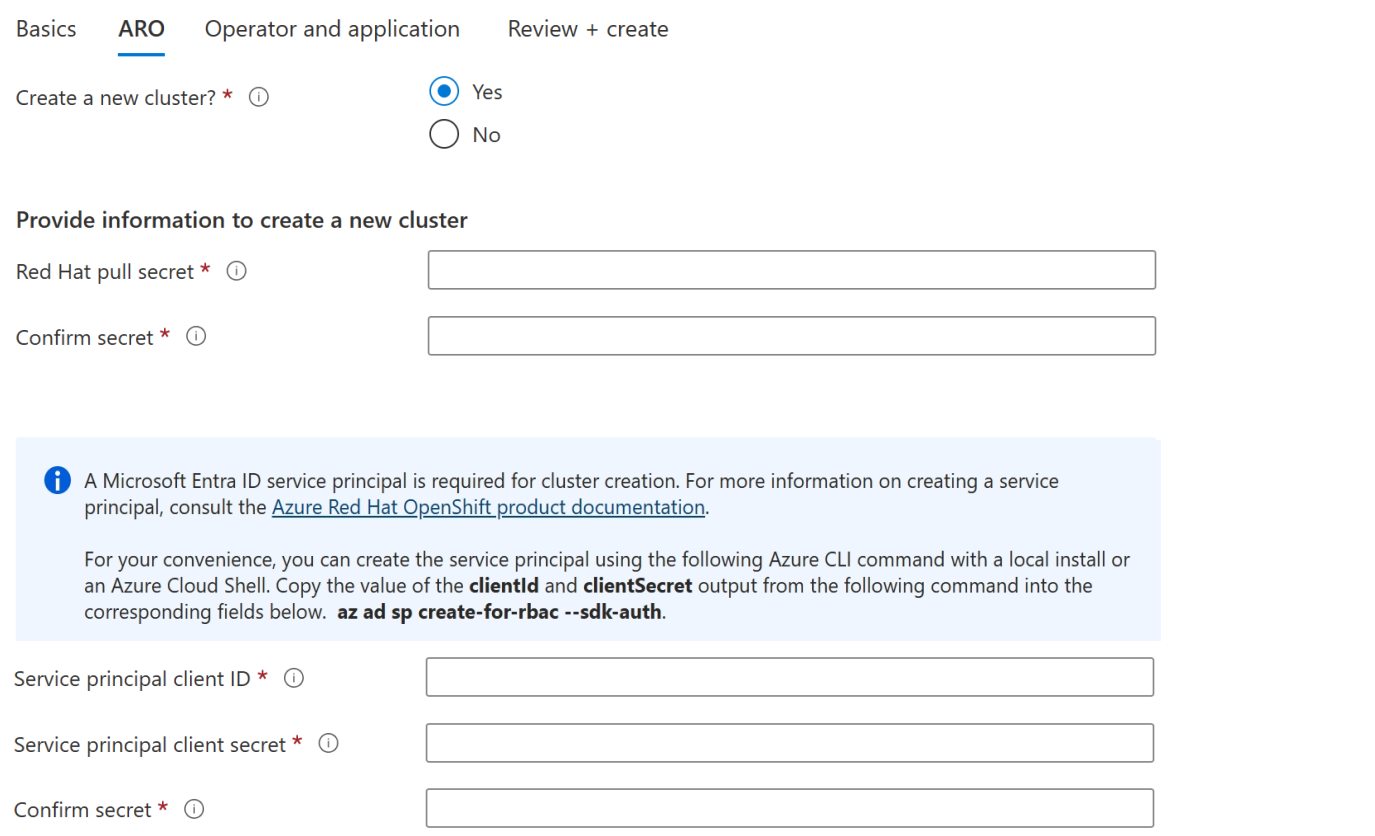 Basics ARO Operator and application Review + create
Create a new cluster? *
Yes
No
Provide information to create a new cluster
Red Hat pull secret *
Confirm secret *
A Microsoft Entra ID service principal is required for cluster creation. For more information on creating a service
principal, consult the Azure Red Hat OpenShift product documentation.
For your convenience, you can create the service principal using the following Azure CLI command with a local install or
an Azure Cloud Shell. Copy the value of the clientId and clientSecret output from the following command into the
corresponding fields below. az ad sp create-for-rbac --sdk-auth.
Service principal client ID *
Service principal client secret *
Confirm secret *